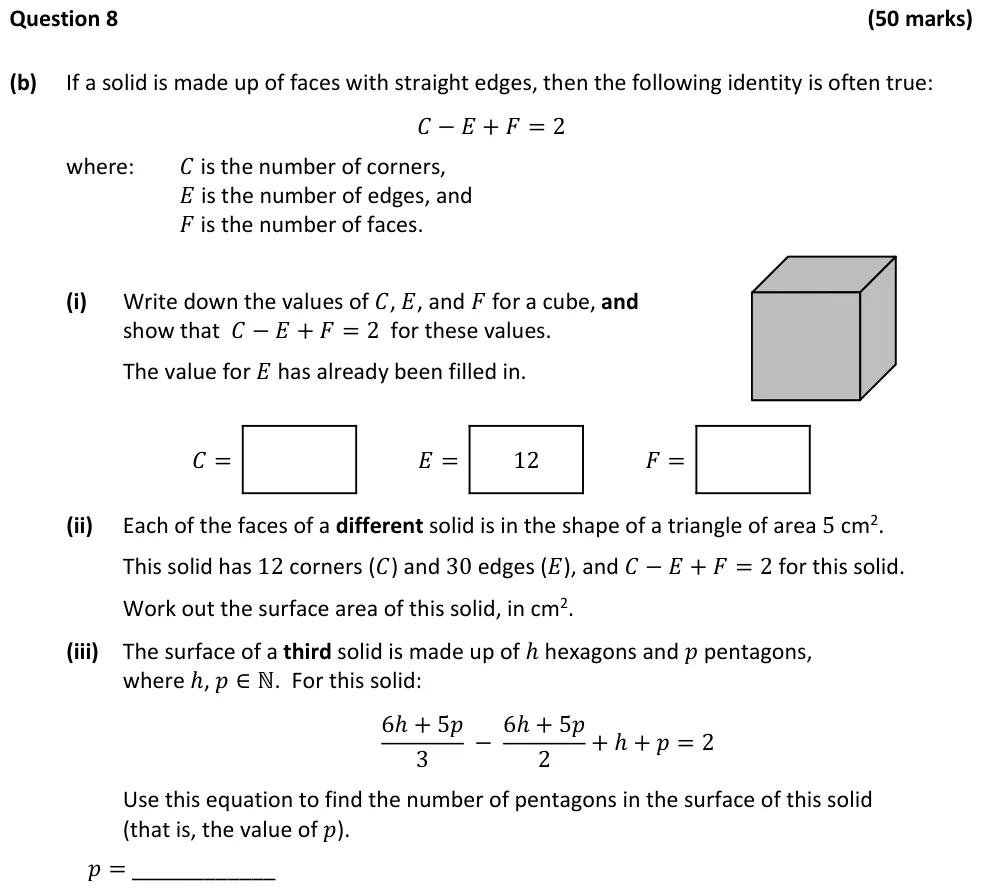 Question 8 (50 marks)
(b) If a solid is made up of faces with straight edges, then the following identity is often true:
C − E + F = 2
where: C is the number of corners,
E is the number of edges, and
F is the number of faces.
(i) Write down the values of C, E, and F for a cube, and
show that C − E + F = 2 for these values.
The value for E has already been filled in.
C = E = 12 F =
(ii) Each of the faces of a different solid is in the shape of a triangle of area 5 cm².
This solid has 12 corners (C) and 30 edges (E), and C − E + F = 2 for this solid.
Work out the surface area of this solid, in cm².
(iii) The surface of a third solid is made up of h hexagons and p pentagons,
where h, p ∈ ℕ. For this solid:
(6h + 5p)/3 − (6h + 5p)/2 + h + p = 2
Use this equation to find the number of pentagons in the surface of this solid
(that is, the value of p).
p = ____________